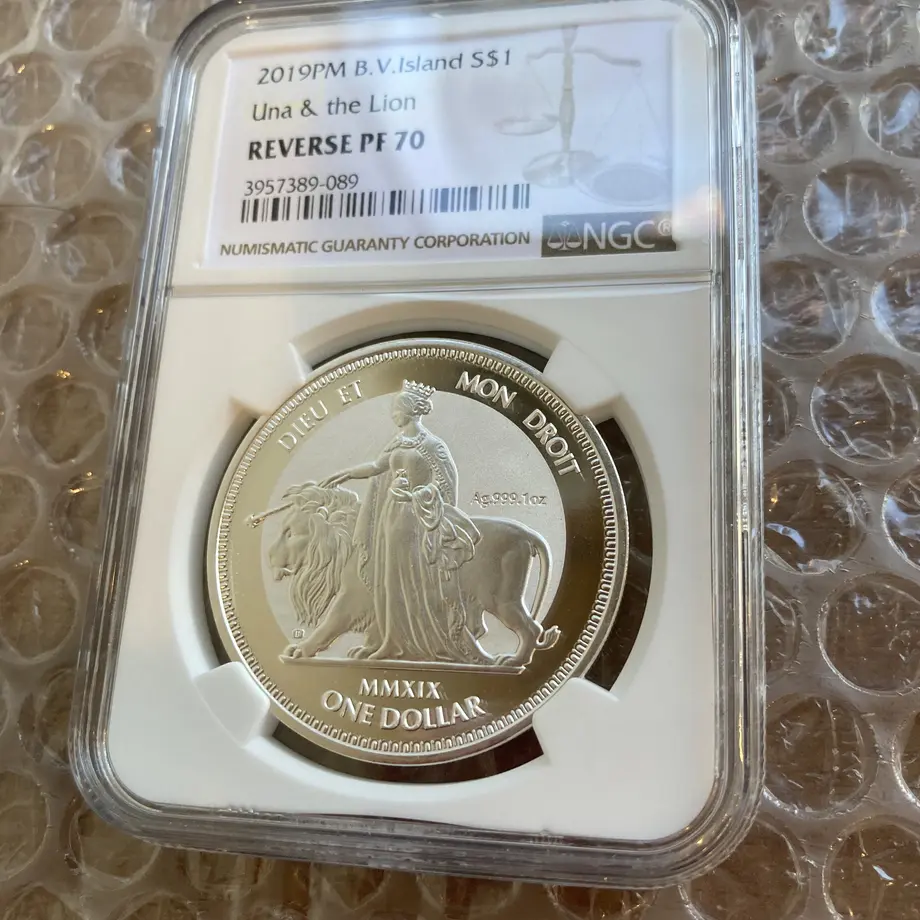 2019PM B.V.Island S$1
Una & the Lion
REVERSE PF 70
3957389-089
NUMISMATIC GUARANTY CORPORATION NGC®
DIEU ET MON DROIT
Ag.999.1oz
MMXIX
ONE DOLLAR